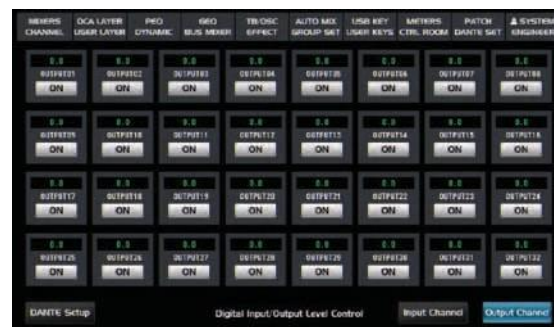 MIXERS DCA LAYER PEQ GEQ TB/OSC AUTO MIX USB KEY METERS PATCH SYSTEM
CHANNEL USER LAYER DYNAMIC BUS MIXER EFFECT GROUP SET USER KEYS CTRL ROOM DANTE SET ENGINEER
0.0 0.0 0.0 0.0 0.0 0.0 0.0 0.0
OUTPUT01 OUTPUT02 OUTPUT03 OUTPUT04 OUTPUT05 OUTPUT06 OUTPUT07 OUTPUT08
ON ON ON ON ON ON ON ON
0.0 0.0 0.0 0.0 0.0 0.0 0.0 0.0
OUTPUT09 OUTPUT10 OUTPUT11 OUTPUT12 OUTPUT13 OUTPUT14 OUTPUT15 OUTPUT16
ON ON ON ON ON ON ON ON
0.0 0.0 0.0 0.0 0.0 0.0 0.0 0.0
OUTPUT17 OUTPUT18 OUTPUT19 OUTPUT20 OUTPUT21 OUTPUT22 OUTPUT23 OUTPUT24
ON ON ON ON ON ON ON ON
0.0 0.0 0.0 0.0 0.0 0.0 0.0 0.0
OUTPUT25 OUTPUT26 OUTPUT27 OUTPUT28 OUTPUT29 OUTPUT30 OUTPUT31 OUTPUT32
ON ON ON ON ON ON ON ON
DANTE Setup Digital Input/Output Level Control Input Channel Output Channel